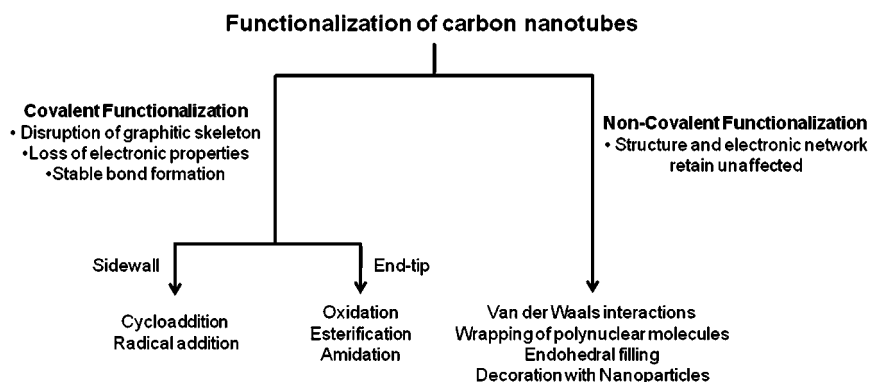 Functionalization of carbon nanotubes
Covalent Functionalization
• Disruption of graphitic skeleton
•Loss of electronic properties
•Stable bond formation
Non-Covalent Functionalization
• Structure and electronic network
retain unaffected
Sidewall
End-tip
Cycloaddition
Radical addition
Oxidation
Esterification
Amidation
Van der Waals interactions
Wrapping of polynuclear molecules
Endohedral filling
Decoration with Nanoparticles